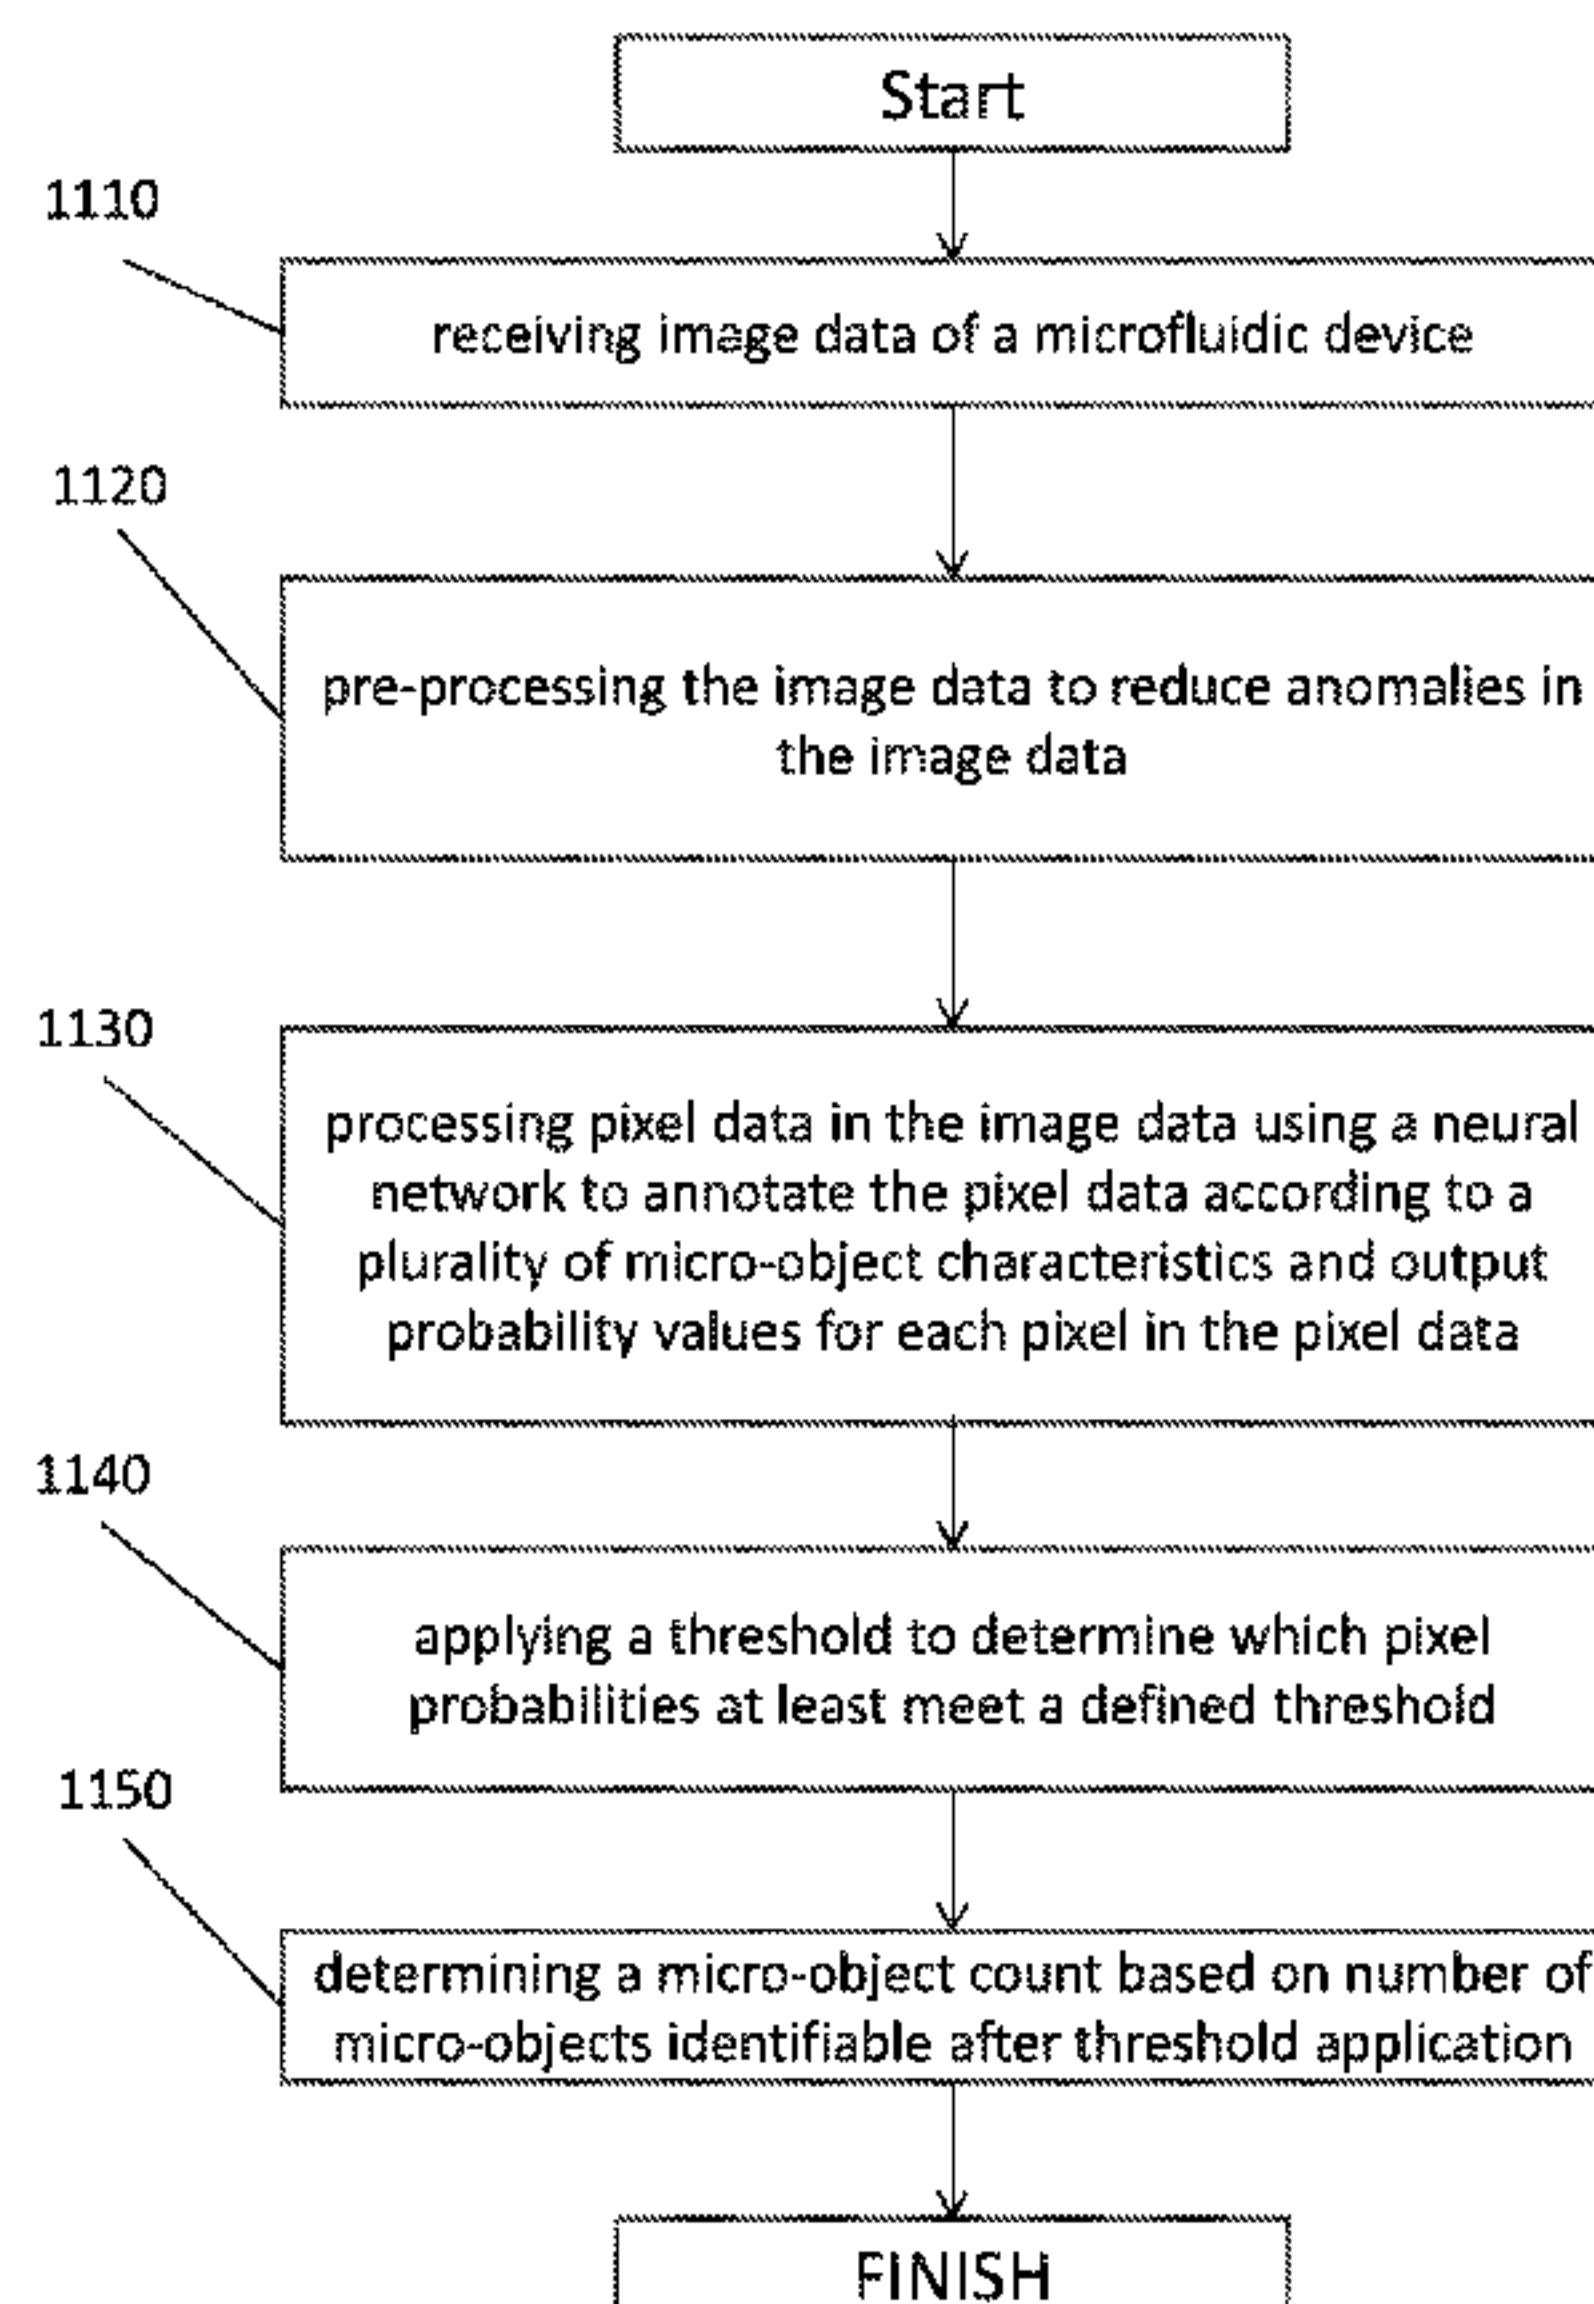 Start
1110
receiving image data of a microfluidic device
1120
pre-processing the image data to reduce anomalies in
the image data
1130
processing pixel data in the image data using a neural
network to annotate the pixel data according to a
plurality of micro-object characteristics and output
probability values for each pixel in the pixel data
1140
applying a threshold to determine which pixel
probabilities at least meet a defined threshold
1150
determining a micro-object count based on number of
micro-objects identifiable after threshold application
FINISH